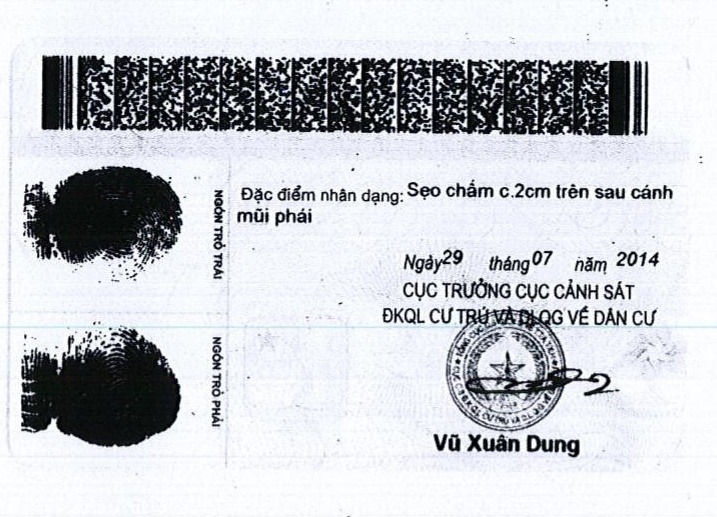 NGÓN TRỎ TRÁI
Đặc điểm nhân dạng: Sẹo chấm c.2cm trên sau cánh
mũi phải
Ngày 29 tháng 07 năm 2014
CỤC TRƯỞNG CỤC CẢNH SÁT
ĐKQL CƯ TRÚ VÀ DLQG VỀ DÂN CƯ
NGÓN TRỎ PHẢI
Vũ Xuân Dung